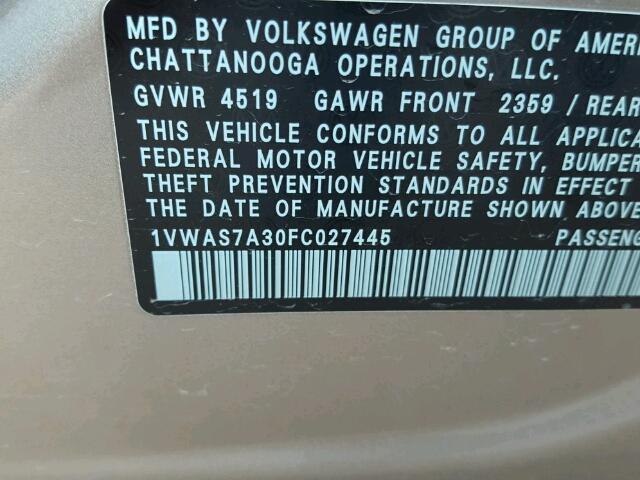 MFD BY VOLKSWAGEN GROUP OF AMERI
CHATTANOOGA OPERATIONS, LLC.
GVWR 4519 GAWR FRONT 2359 / REAR
THIS VEHICLE CONFORMS TO ALL APPLICA
FEDERAL MOTOR VEHICLE SAFETY, BUMPER
THEFT PREVENTION STANDARDS IN EFFECT
THE DATE OF MANUFACTURE SHOWN ABOVE
1VWAS7A30FC027445 PASSENG